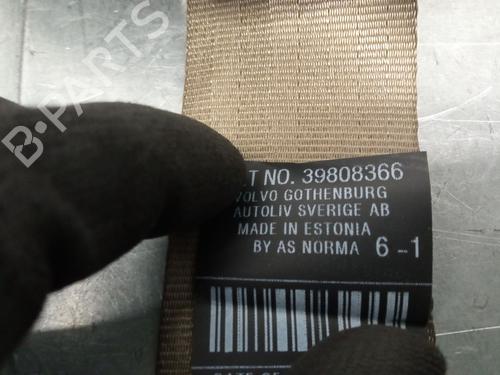 B-PARTS
T NO. 39808366
VOLVO GOTHENBURG
AUTOLIV SVERIGE AB
MADE IN ESTONIA
BY AS NORMA 6-1